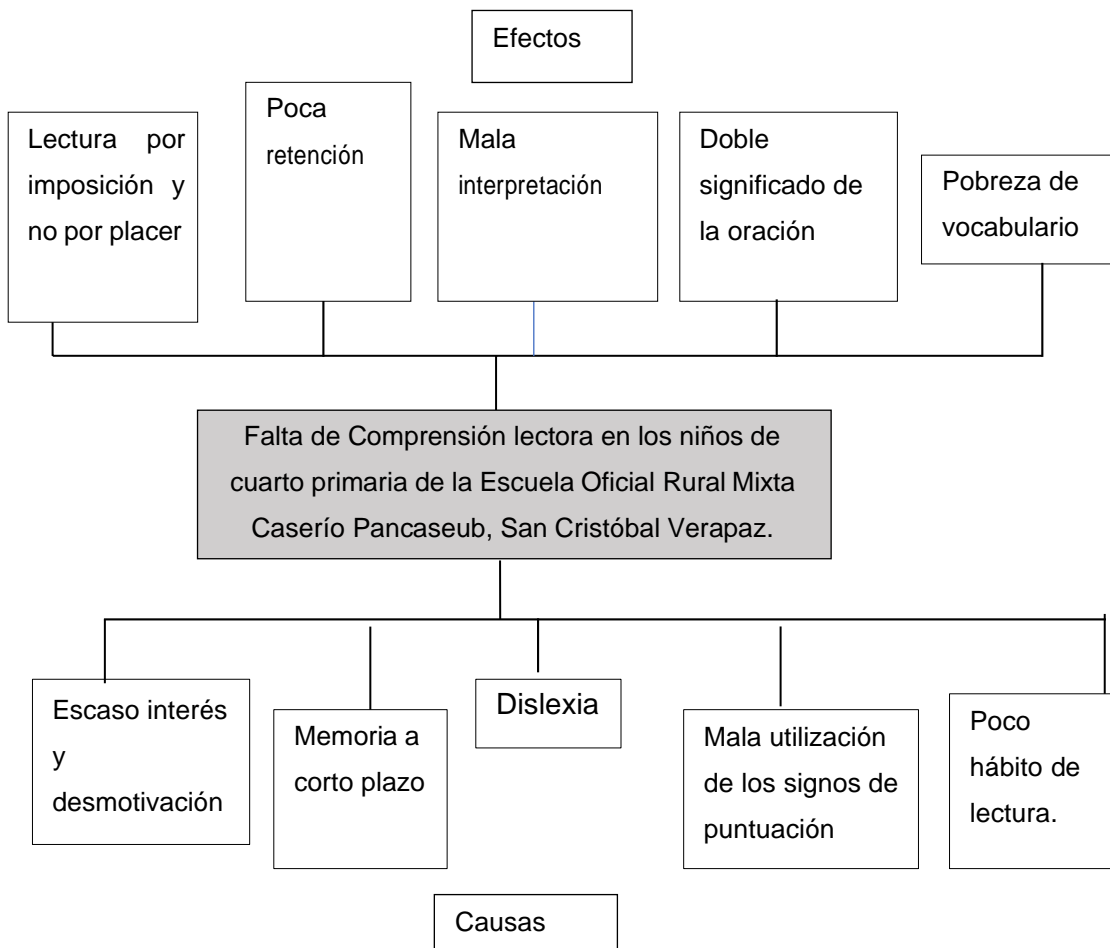 Efectos
Lectura por
imposición y
no por placer
Poca
retención
Mala
interpretación
Doble
significado de
la oración
Pobreza de
vocabulario
Falta de Comprensión lectora en los niños de
cuarto primaria de la Escuela Oficial Rural Mixta
Caserío Pancaseub, San Cristóbal Verapaz.
Escaso interés
y
desmotivación
Memoria a
corto plazo
Dislexia
Mala utilización
de los signos de
puntuación
Poco
hábito de
lectura.
Causas